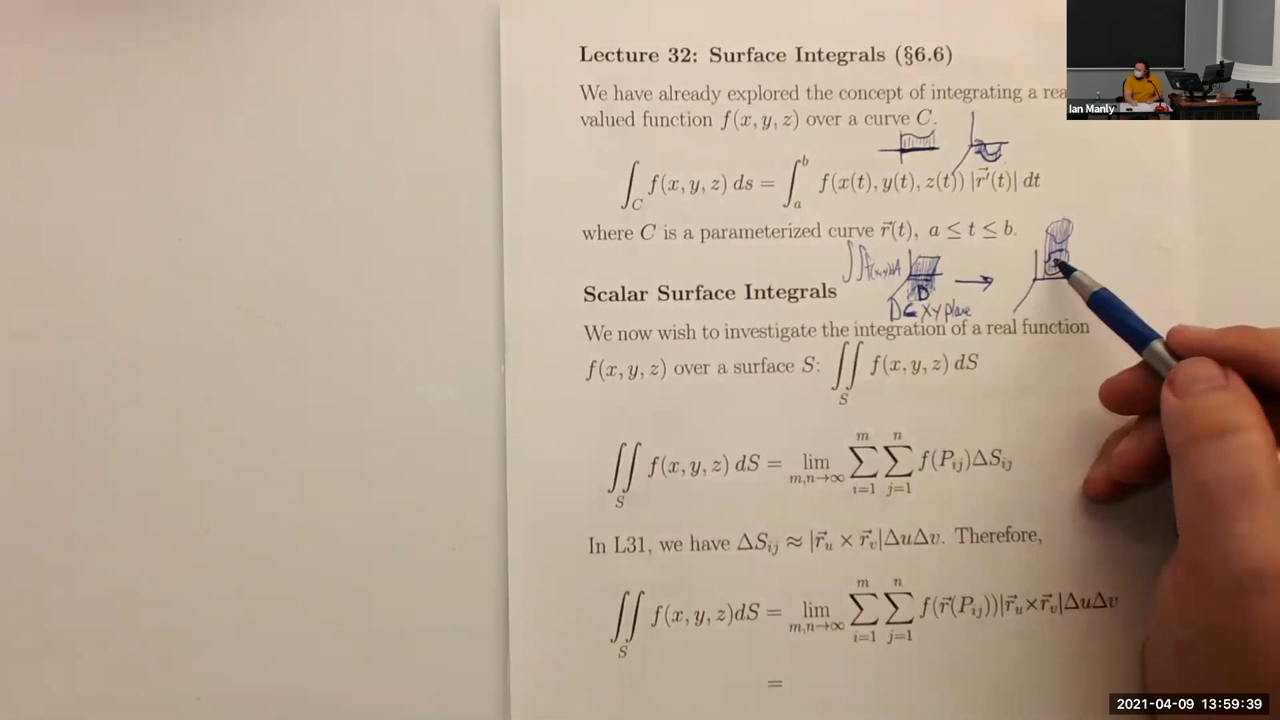 Lecture 32: Surface Integrals (§6.6)
We have already explored the concept of integrating a rea
valued function f(x, y, z) over a curve C.
∫_C f(x, y, z) ds = ∫_a^b f(x(t), y(t), z(t)) |r⃗′(t)| dt
where C is a parameterized curve r⃗(t), a ≤ t ≤ b.
∬f(x,y)dA
D
D ⊂ xy plane
Scalar Surface Integrals
We now wish to investigate the integration of a real function
f(x, y, z) over a surface S: ∬_S f(x, y, z) dS
∬_S f(x, y, z) dS = lim_{m,n→∞} ∑_{i=1}^m ∑_{j=1}^n f(P_ij)ΔS_ij
In L31, we have ΔS_ij ≈ |r⃗_u × r⃗_v|ΔuΔv. Therefore,
∬_S f(x, y, z)dS = lim_{m,n→∞} ∑_{i=1}^m ∑_{j=1}^n f(r⃗(P_ij))|r⃗_u×r⃗_v|ΔuΔv
=
Ian Manly
2021-04-09 13:59:39